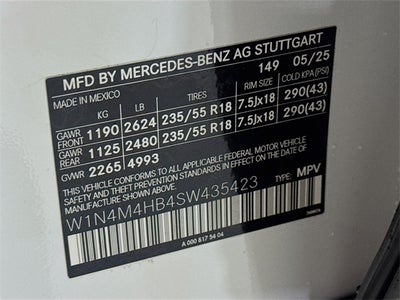 MFD BY MERCEDES-BENZ AG STUTTGART
MADE IN MEXICO 149 05/25
KG LB TIRES RIM SIZE COLD KPA(PSI)
GAWR FRONT 1190 2624 235/55 R18 7.5Jx18 290(43)
GAWR REAR 1125 2480 235/55 R18 7.5Jx18 290(43)
GVWR 2265 4993
THIS VEHICLE CONFORMS TO ALL APPLICABLE FEDERAL MOTOR VEHICLE
SAFETY, BUMPER, AND THEFT PREVENTION STANDARDS IN EFFECT
ON THE DATE OF MANUFACTURE SHOWN ABOVE.
W1N4M4HB4SW435423 TYPE: MPV
A 000 817 54 04